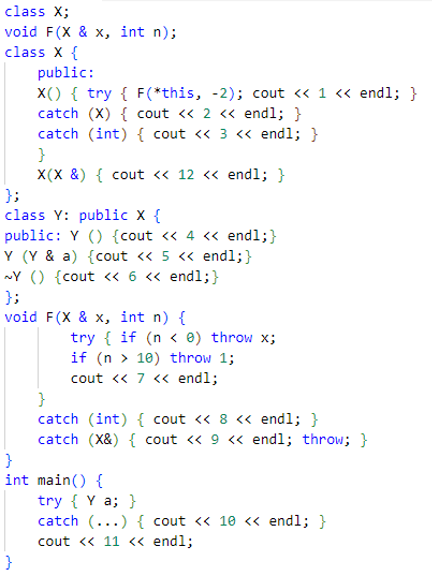 class X;
void F(X & x, int n);
class X {
public:
X() { try { F(*this, -2); cout << 1 << endl; }
catch (X) { cout << 2 << endl; }
catch (int) { cout << 3 << endl; }
}
X(X &) { cout << 12 << endl; }
};
class Y: public X {
public: Y () {cout << 4 << endl;}
Y (Y & a) {cout << 5 << endl;}
~Y () {cout << 6 << endl;}
};
void F(X & x, int n) {
try { if (n < 0) throw x;
if (n > 10) throw 1;
cout << 7 << endl;
}
catch (int) { cout << 8 << endl; }
catch (X&) { cout << 9 << endl; throw; }
}
int main() {
try { Y a; }
catch (...) { cout << 10 << endl; }
cout << 11 << endl;
}